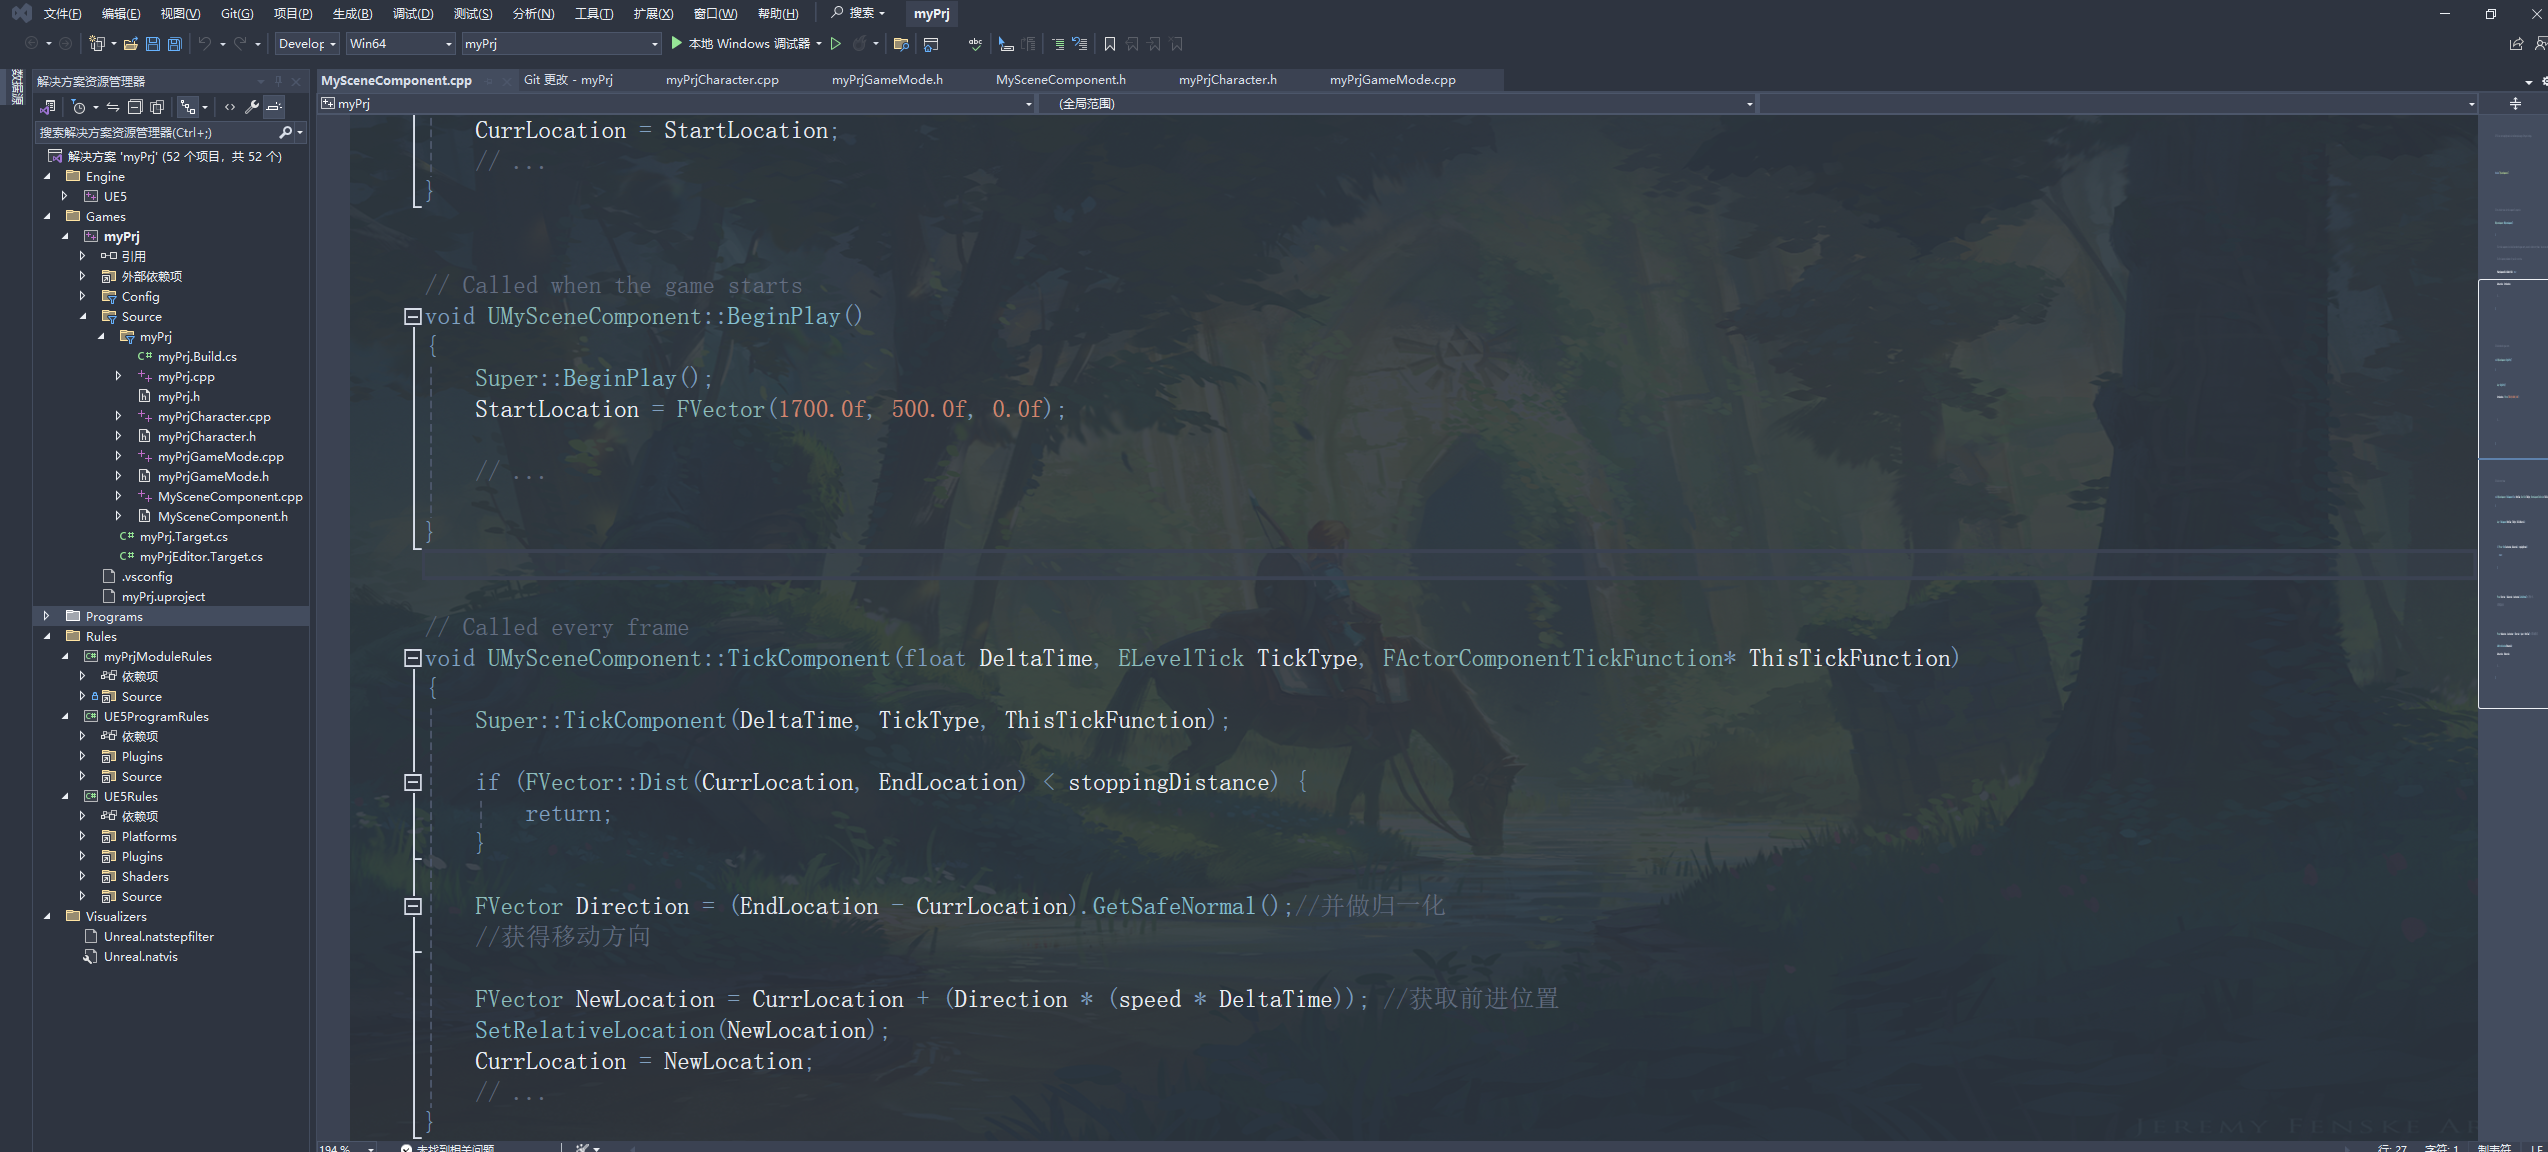 文件(F) 编辑(E) 视图(V) Git(G) 项目(P) 生成(B) 调试(D) 测试(S) 分析(N) 工具(T) 扩展(X) 窗口(W) 帮助(H) 搜索 myPrj
Develop Win64 myPrj 本地 Windows 调试器
数据源
解决方案资源管理器
搜索解决方案资源管理器(Ctrl+;)
解决方案 'myPrj' (52 个项目，共 52 个)
Engine
UE5
Games
myPrj
引用
外部依赖项
Config
Source
myPrj
myPrj.Build.cs
myPrj.cpp
myPrj.h
myPrjCharacter.cpp
myPrjCharacter.h
myPrjGameMode.cpp
myPrjGameMode.h
MySceneComponent.cpp
MySceneComponent.h
myPrj.Target.cs
myPrjEditor.Target.cs
.vsconfig
myPrj.uproject
Programs
Rules
myPrjModuleRules
依赖项
Source
UE5ProgramRules
依赖项
Plugins
Source
UE5Rules
依赖项
Platforms
Plugins
Shaders
Source
Visualizers
Unreal.natstepfilter
Unreal.natvis
MySceneComponent.cpp Git 更改 - myPrj myPrjCharacter.cpp myPrjGameMode.h MySceneComponent.h myPrjCharacter.h myPrjGameMode.cpp
myPrj (全局范围)
CurrLocation = StartLocation;
// ...
}
// Called when the game starts
void UMySceneComponent::BeginPlay()
{
Super::BeginPlay();
StartLocation = FVector(1700.0f, 500.0f, 0.0f);
// ...
}
// Called every frame
void UMySceneComponent::TickComponent(float DeltaTime, ELevelTick TickType, FActorComponentTickFunction* ThisTickFunction)
{
Super::TickComponent(DeltaTime, TickType, ThisTickFunction);
if (FVector::Dist(CurrLocation, EndLocation) < stoppingDistance) {
return;
}
FVector Direction = (EndLocation - CurrLocation).GetSafeNormal();//并做归一化
//获得移动方向
FVector NewLocation = CurrLocation + (Direction * (speed * DeltaTime)); //获取前进位置
SetRelativeLocation(NewLocation);
CurrLocation = NewLocation;
// ...
}
JEREMY FENSKE
194 % 未找到相关问题 行: 27 字符: 1 制表符 LF